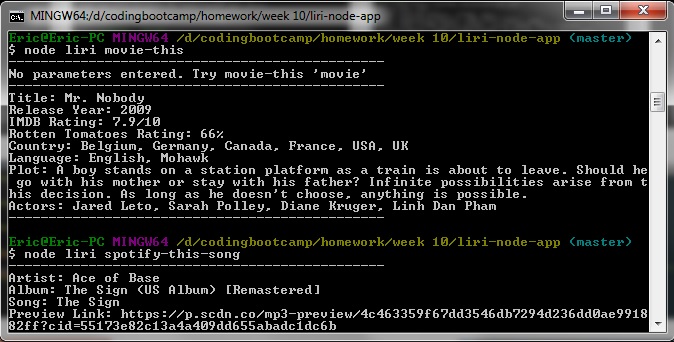 MINGW64:/d/codingbootcamp/homework/week 10/liri-node-app
Eric@Eric-PC MINGW64 /d/codingbootcamp/homework/week 10/liri-node-app (master)
$ node liri movie-this
--------------------------------------------------
No parameters entered. Try movie-this 'movie'
--------------------------------------------------
Title: Mr. Nobody
Release Year: 2009
IMDB Rating: 7.9/10
Rotten Tomatoes Rating: 66%
Country: Belgium, Germany, Canada, France, USA, UK
Language: English, Mohawk
Plot: A boy stands on a station platform as a train is about to leave. Should he
 go with his mother or stay with his father? Infinite possibilities arise from t
his decision. As long as he doesn't choose, anything is possible.
Actors: Jared Leto, Sarah Polley, Diane Kruger, Linh Dan Pham
--------------------------------------------------
Eric@Eric-PC MINGW64 /d/codingbootcamp/homework/week 10/liri-node-app (master)
$ node liri spotify-this-song
--------------------------------------------------
Artist: Ace of Base
Album: The Sign (US Album) [Remastered]
Song: The Sign
Preview Link: https://p.scdn.co/mp3-preview/4c463359f67dd3546db7294d236dd0ae9918
82ff?cid=55173e82c13a4a409dd655abadc1dc6b